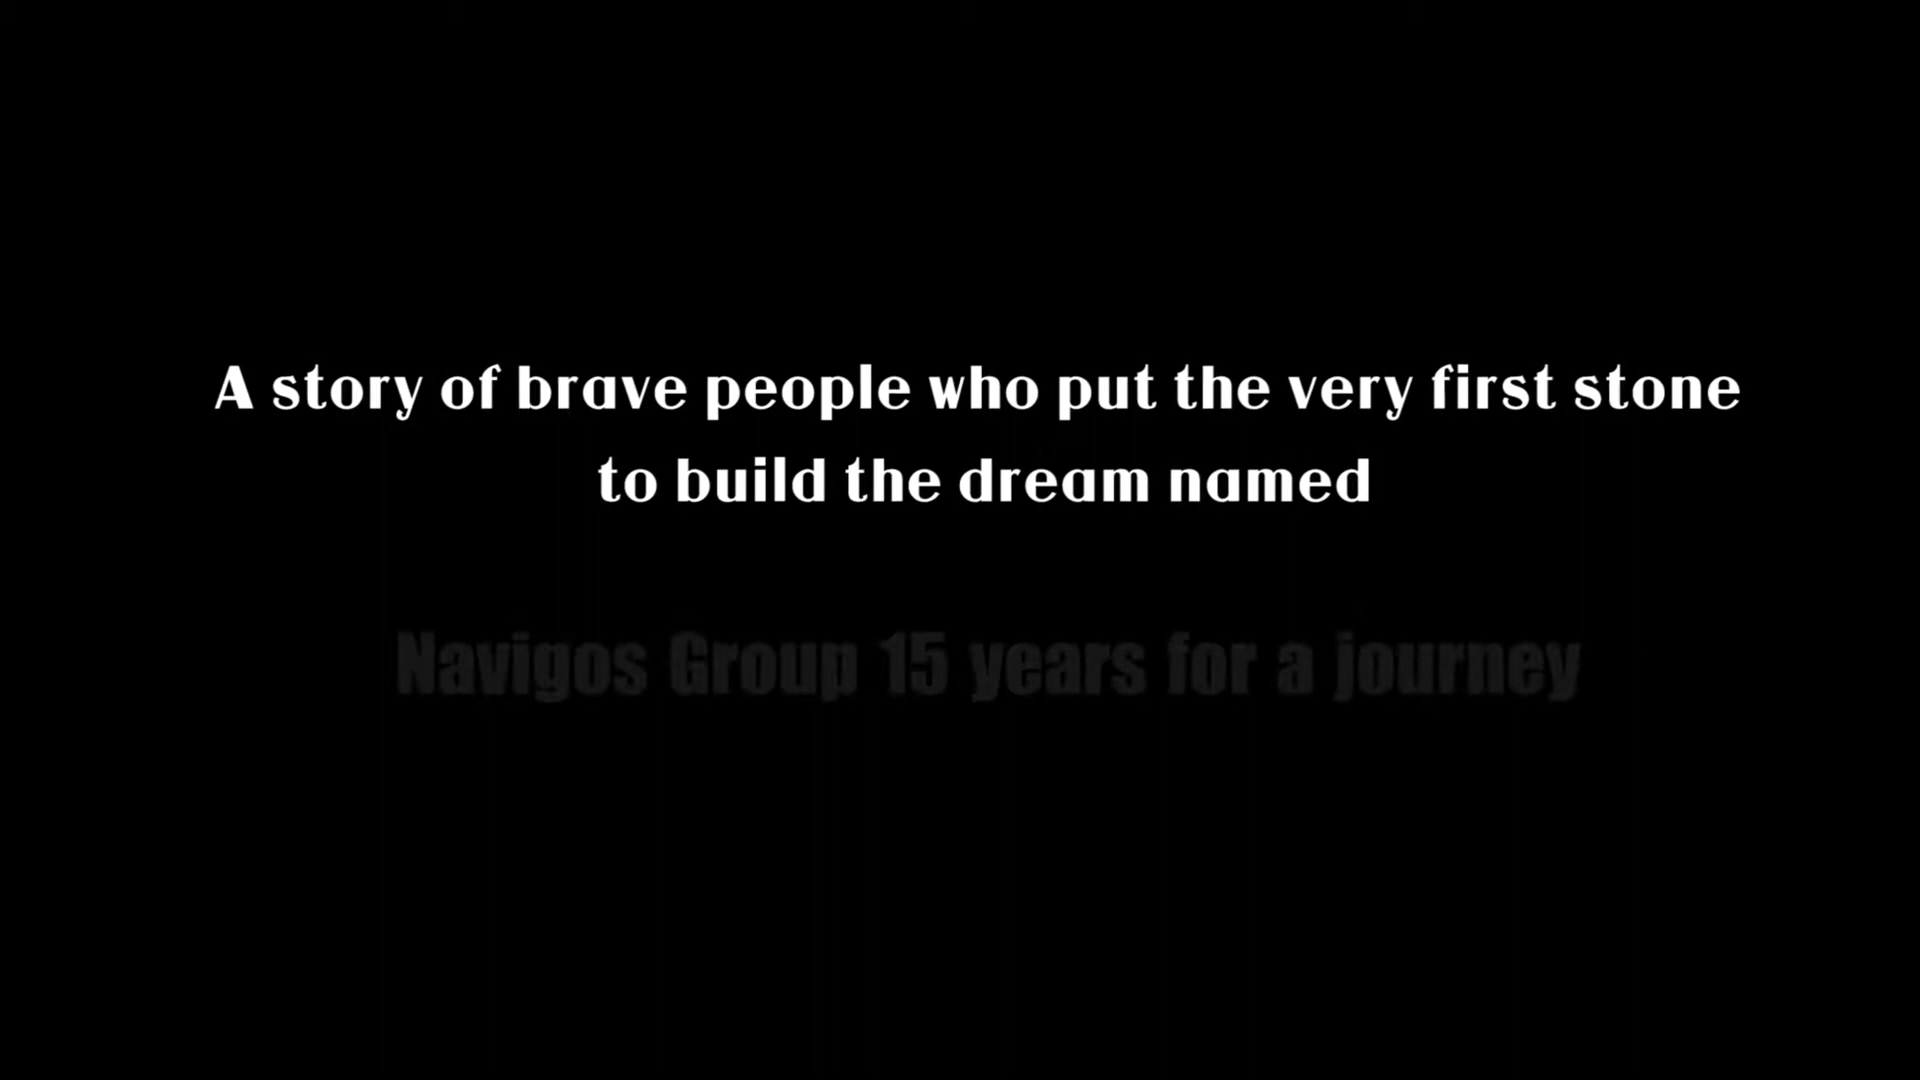 A story of brave people who put the very first stone
to build the dream named
Navigos Group 15 years for a journey